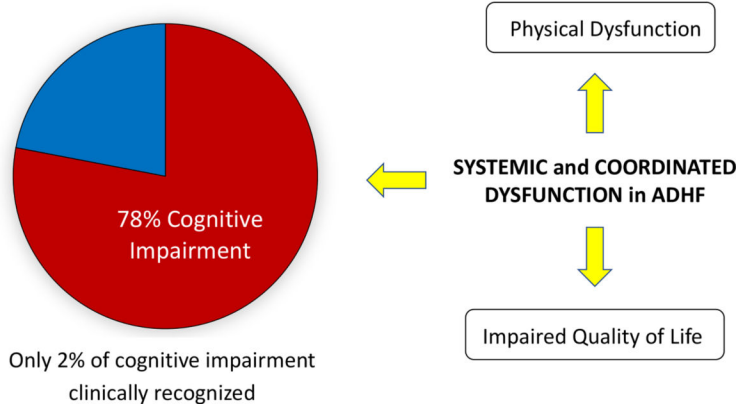 Physical Dysfunction
SYSTEMIC and COORDINATED
DYSFUNCTION in ADHF
78% Cognitive
Impairment
Impaired Quality of Life
Only 2% of cognitive impairment
clinically recognized